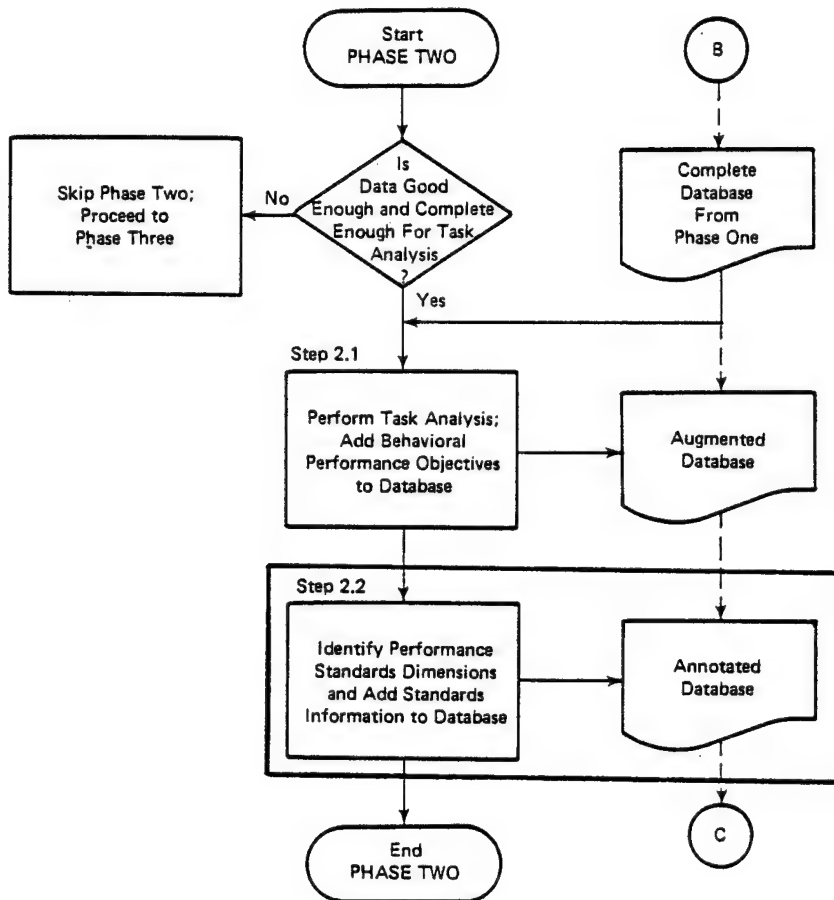 Start
PHASE TWO
B
Is
Data Good
Enough and Complete
Enough For Task
Analysis
?
No
Skip Phase Two;
Proceed to
Phase Three
Complete
Database
From
Phase One
Yes
Step 2.1
Perform Task Analysis;
Add Behavioral
Performance Objectives
to Database
Augmented
Database
Step 2.2
Identify Performance
Standards Dimensions
and Add Standards
Information to Database
Annotated
Database
End
PHASE TWO
C